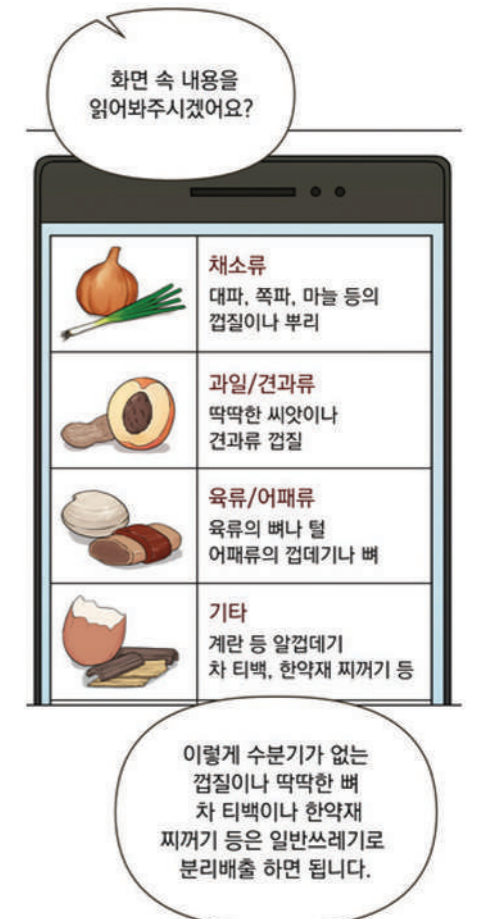 화면 속 내용을
읽어봐주시겠어요?
채소류
대파, 쪽파, 마늘 등의
껍질이나 뿌리
과일/견과류
딱딱한 씨앗이나
견과류 껍질
육류/어패류
육류의 뼈나 털
어패류의 껍데기나 뼈
기타
계란 등 알껍데기
차 티백, 한약재 찌꺼기 등
이렇게 수분기가 없는
껍질이나 딱딱한 뼈
차 티백이나 한약재
찌꺼기 등은 일반쓰레기로
분리배출 하면 됩니다.